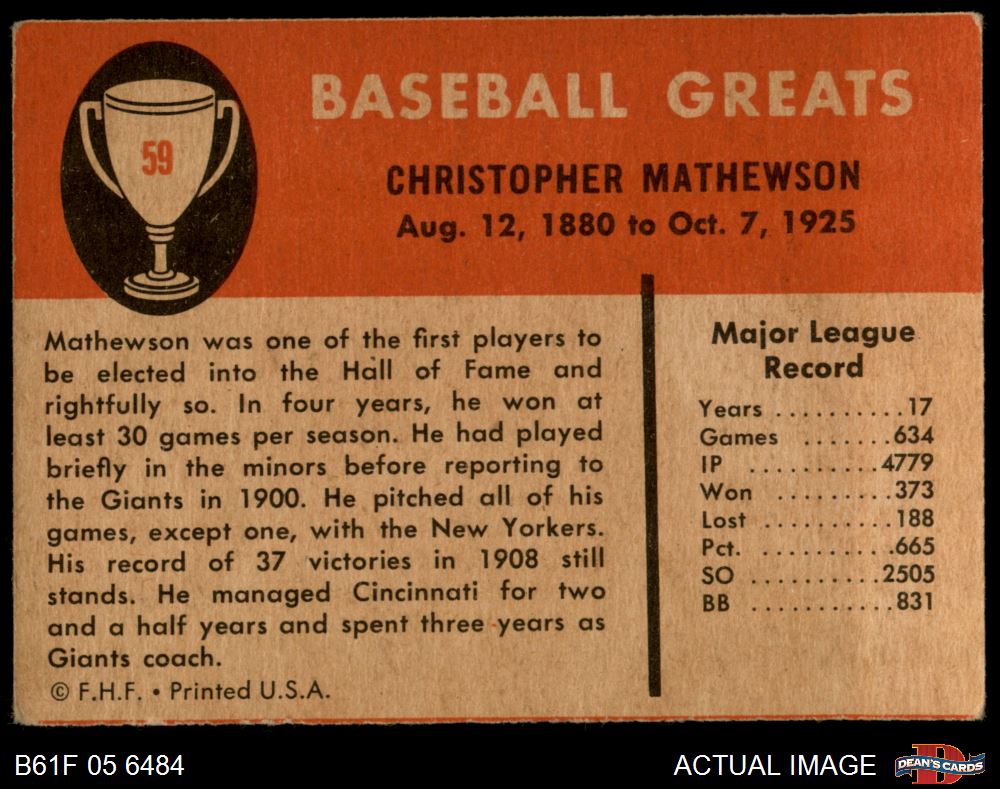 59
BASEBALL GREATS
CHRISTOPHER MATHEWSON
Aug. 12, 1880 to Oct. 7, 1925
Mathewson was one of the first players to
be elected into the Hall of Fame and
rightfully so. In four years, he won at
least 30 games per season. He had played
briefly in the minors before reporting to
the Giants in 1900. He pitched all of his
games, except one, with the New Yorkers.
His record of 37 victories in 1908 still
stands. He managed Cincinnati for two
and a half years and spent three years as
Giants coach.
© F.H.F. • Printed U.S.A.
Major League
Record
Years ..........17
Games .......634
IP ..........4779
Won .........373
Lost ..........188
Pct. ..........665
SO ..........2505
BB ...........831
B61F 05 6484
ACTUAL IMAGE
D
DEAN'S CARDS